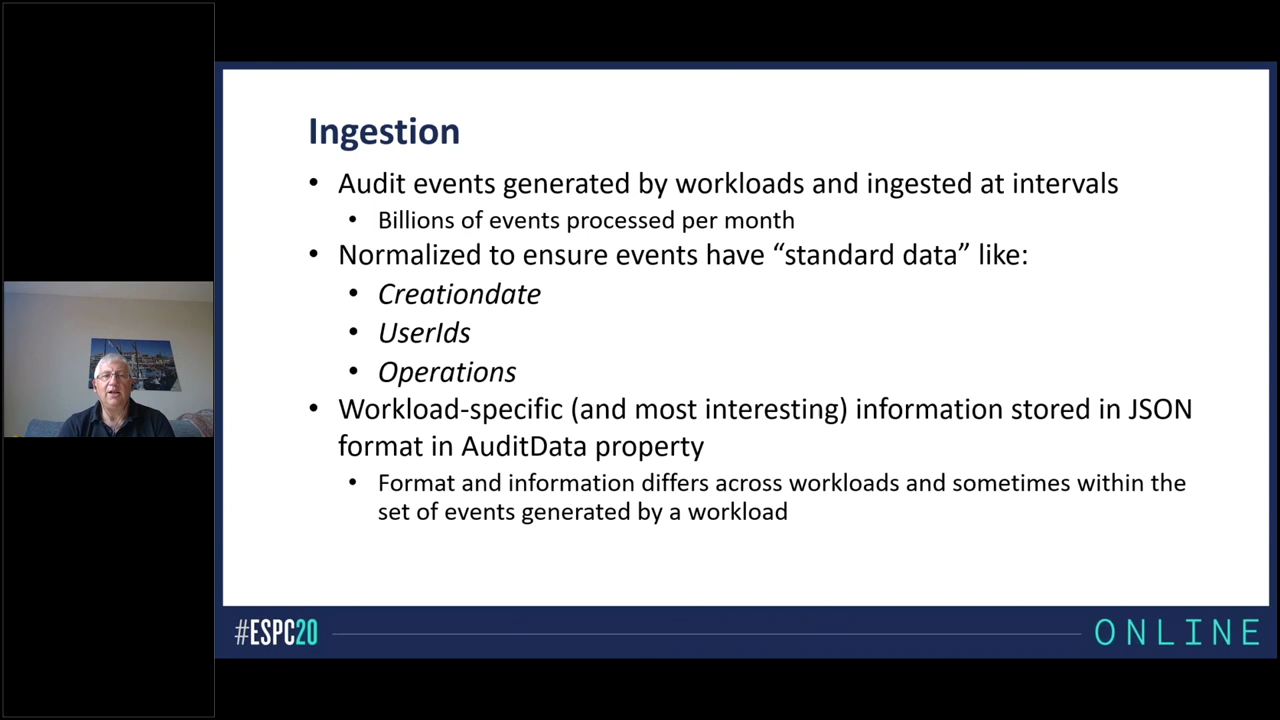 Ingestion
• Audit events generated by workloads and ingested at intervals
• Billions of events processed per month
• Normalized to ensure events have “standard data” like:
• Creationdate
• UserIds
• Operations
• Workload-specific (and most interesting) information stored in JSON
format in AuditData property
• Format and information differs across workloads and sometimes within the
set of events generated by a workload
#ESPC20
ONLINE